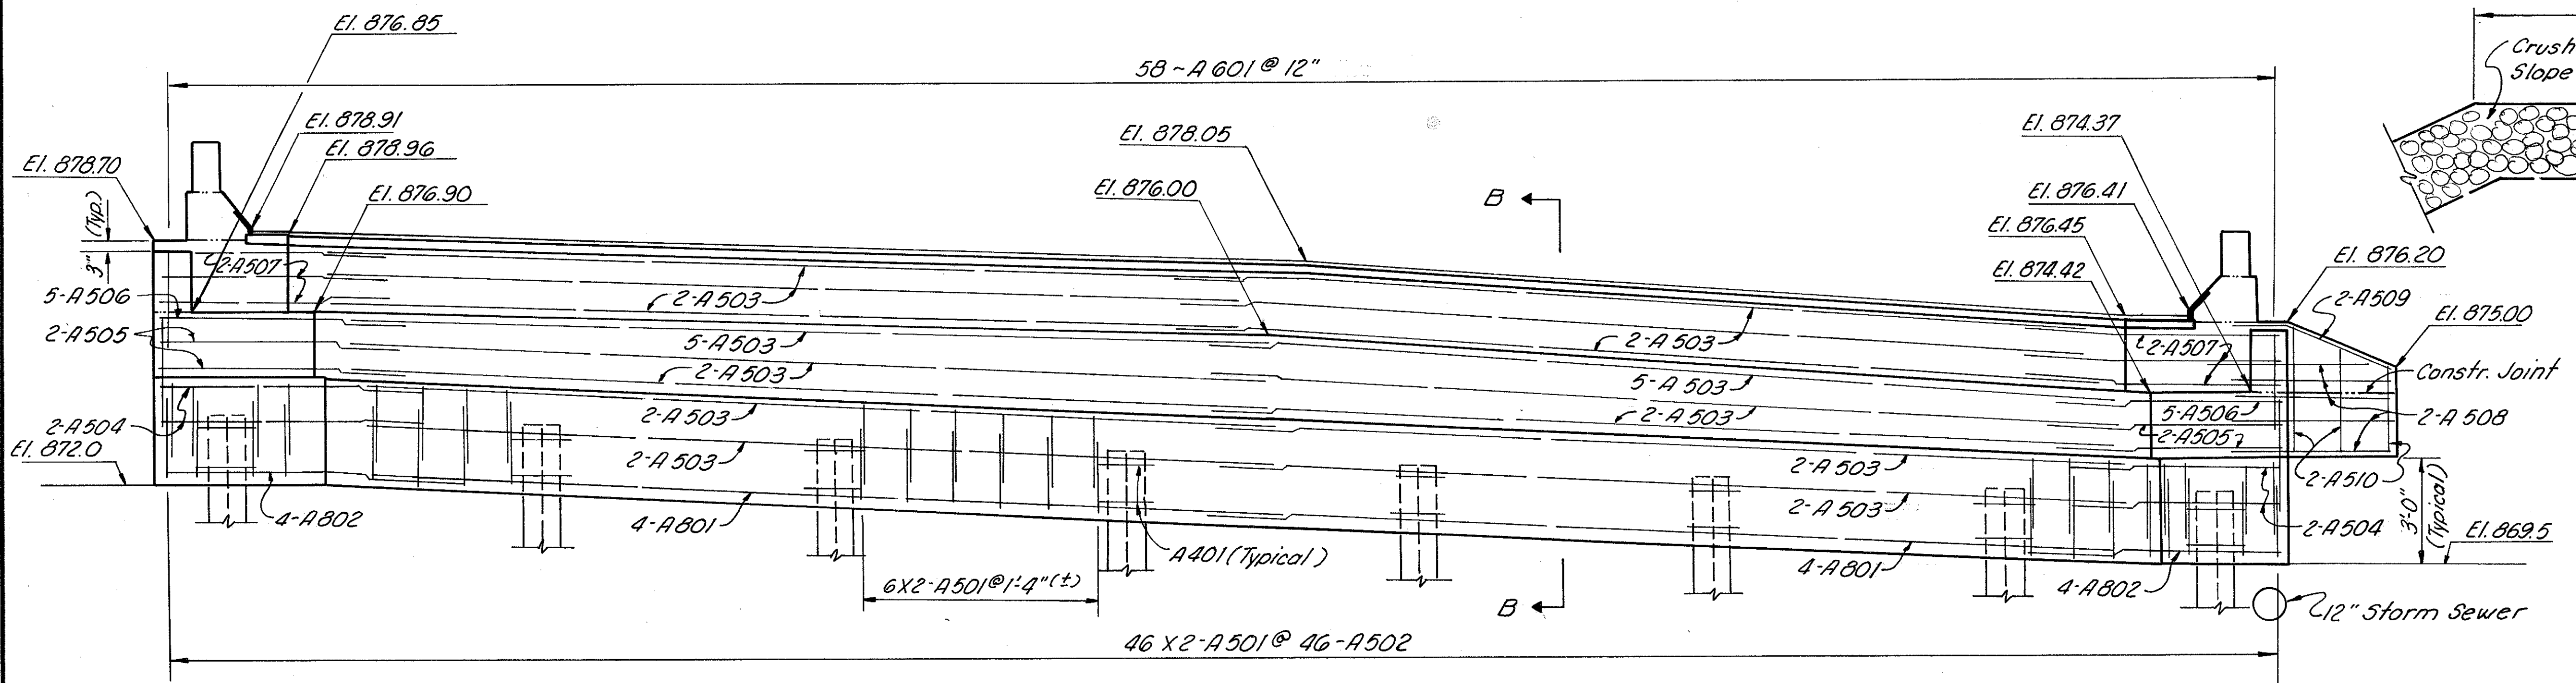 El. 876.85
58~A601@12"
Crush
Slope
El. 878.91
El. 878.96
El. 878.05
El. 874.37
El. 878.70
El. 876.90
El. 876.00
B
El. 876.41
El. 876.45
El. 876.20
El. 874.42
3" (Typ.)
2-A507
5-A506
2-A503
2-A509
El. 875.00
2-A505
5-A503
2-A503
2-A503
2-A507
Constr. Joint
2-A503
5-A503
2-A503
5-A506
2-A508
2-A504
2-A503
2-A505
El. 872.0
2-A503
2-A503
2-A510
4-A802
4-A801
2-A503
2-A504
3'-0" (Typical)
El. 869.5
A401 (Typical)
4-A801
4-A802
6X2-A501@1'-4"(±)
B
12" Storm Sewer
46 X2-A501@ 46-A502